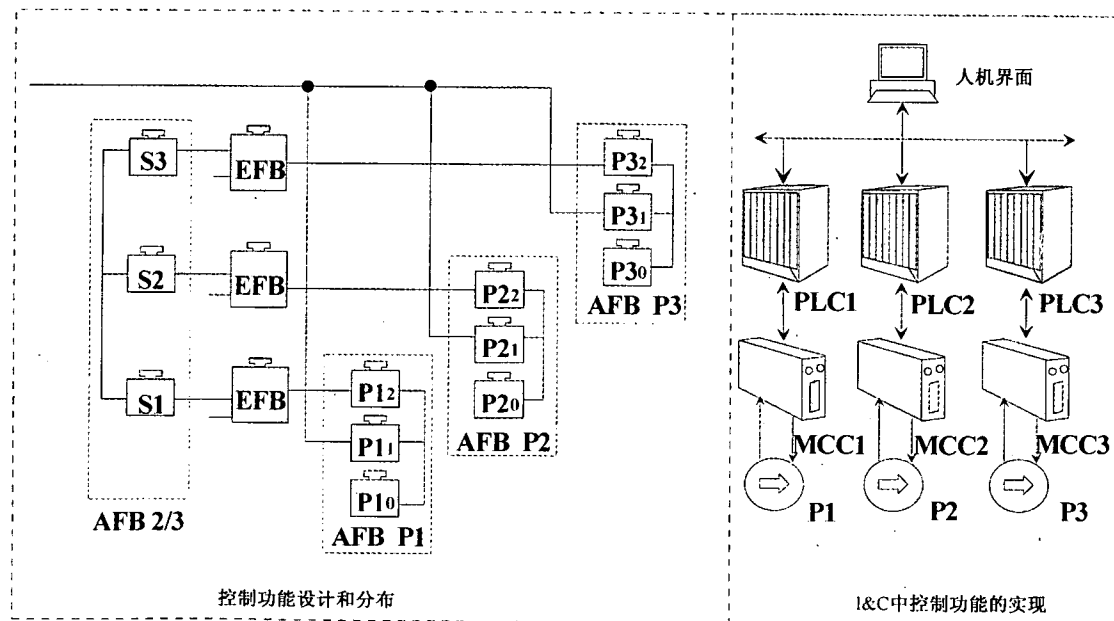 S3
EFB
S2
EFB
S1
EFB
AFB 2/3
P1₂
P1₁
P1₀
AFB P1
P2₂
P2₁
P2₀
AFB P2
P3₂
P3₁
P3₀
AFB P3
控制功能设计和分布
人机界面
PLC1
PLC2
PLC3
MCC1
MCC2
MCC3
P1
P2
P3
I&C中控制功能的实现